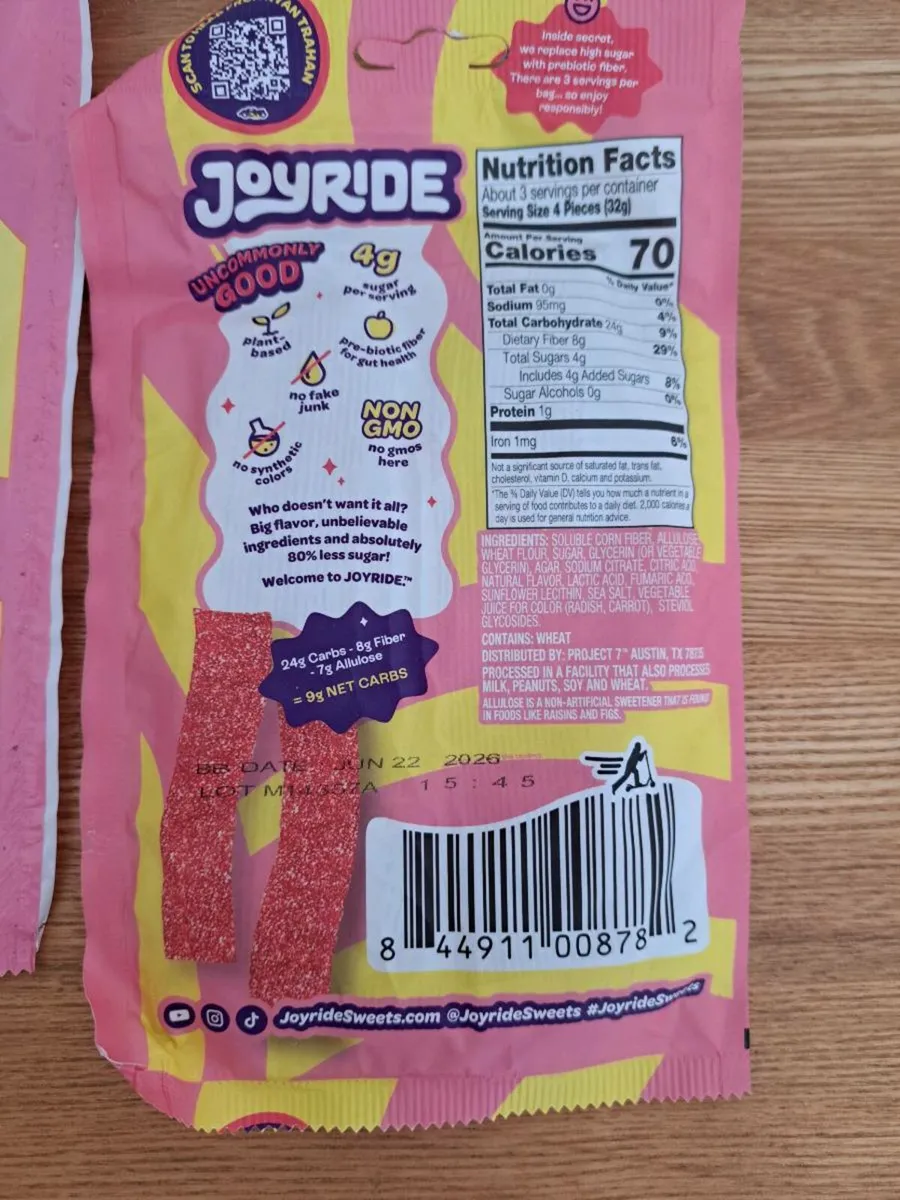 SCAN TO
TAN TRAHAN
Inside secret,
we replace high sugar
with prebiotic fiber.
There are 3 servings per
bag... so enjoy
responsibly!
JOYRIDE
UNCOMMONLY
GOOD
4g
sugar
per serving
plant-
based
pre-biotic fiber
for gut health
no fake
junk
NON
GMO
no gmos
here
no synthetic
colors
Who doesn't want it all?
Big flavor, unbelievable
ingredients and absolutely
80% less sugar!
Welcome to JOYRIDE.™
24g Carbs - 8g Fiber
- 7g Allulose
= 9g NET CARBS
Nutrition Facts
About 3 servings per container
Serving Size 4 Pieces (32g)
Amount Per Serving
Calories 70
% Daily Value*
Total Fat 0g 0%
Sodium 95mg 4%
Total Carbohydrate 24g 9%
Dietary Fiber 8g 29%
Total Sugars 4g
Includes 4g Added Sugars 8%
Sugar Alcohols 0g 0%
Protein 1g
Iron 1mg 6%
Not a significant source of saturated fat, trans fat,
cholesterol, vitamin D, calcium and potassium.
*The % Daily Value (DV) tells you how much a nutrient in a
serving of food contributes to a daily diet. 2,000 calories a
day is used for general nutrition advice.
INGREDIENTS: SOLUBLE CORN FIBER, ALLULOSE,
WHEAT FLOUR, SUGAR, GLYCERIN (OR VEGETABLE
GLYCERIN), AGAR, SODIUM CITRATE, CITRIC ACID,
NATURAL FLAVOR, LACTIC ACID, FUMARIC ACID,
SUNFLOWER LECITHIN, SEA SALT, VEGETABLE
JUICE FOR COLOR (RADISH, CARROT), STEVIOL
GLYCOSIDES.
CONTAINS: WHEAT
DISTRIBUTED BY: PROJECT 7™ AUSTIN, TX
PROCESSED IN A FACILITY THAT ALSO PROCESSES
MILK, PEANUTS, SOY AND WHEAT.
ALLULOSE IS A NON-ARTIFICIAL SWEETENER THAT IS FOUND
IN FOODS LIKE RAISINS AND FIGS.
BB DATE JUN 22 2026
LOT 15:45
8 44911 00878 2
JoyrideSweets.com @JoyrideSweets #JoyrideSweets